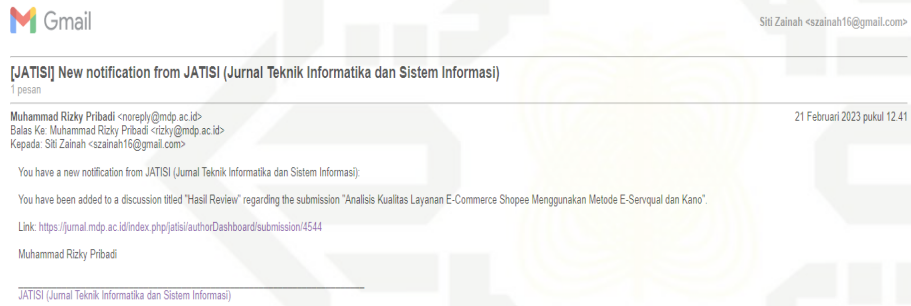 Gmail
Siti Zainah <szainah16@gmail.com>
[JATISI] New notification from JATISI (Jurnal Teknik Informatika dan Sistem Informasi)
1 pesan
Muhammad Rizky Pribadi <noreply@mdp.ac.id>
21 Februari 2023 pukul 12.41
Balas Ke: Muhammad Rizky Pribadi <rizky@mdp.ac.id>
Kepada: Siti Zainah <szainah16@gmail.com>
You have a new notification from JATISI (Jurnal Teknik Informatika dan Sistem Informasi):
You have been added to a discussion titled "Hasil Review" regarding the submission "Analisis Kualitas Layanan E-Commerce Shopee Menggunakan Metode E-Servqual dan Kano".
Link: https://jurnal.mdp.ac.id/index.php/jatisi/authorDashboard/submission/4544
Muhammad Rizky Pribadi
JATISI (Jurnal Teknik Informatika dan Sistem Informasi)